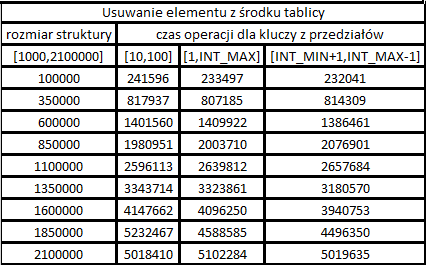 Usuwanie elementu z środku tablicy
rozmiar struktury czas operacji dla kluczy z przedziałów
[1000,2100000] [10,100] [1,INT_MAX] [INT_MIN+1,INT_MAX-1]
100000 241596 233497 232041
350000 817937 807185 814309
600000 1401560 1409922 1386461
850000 1980951 2003710 2076901
1100000 2596113 2639812 2657684
1350000 3343714 3323861 3180570
1600000 4147662 4096250 3940753
1850000 5232467 4588585 4496350
2100000 5018410 5102284 5019635